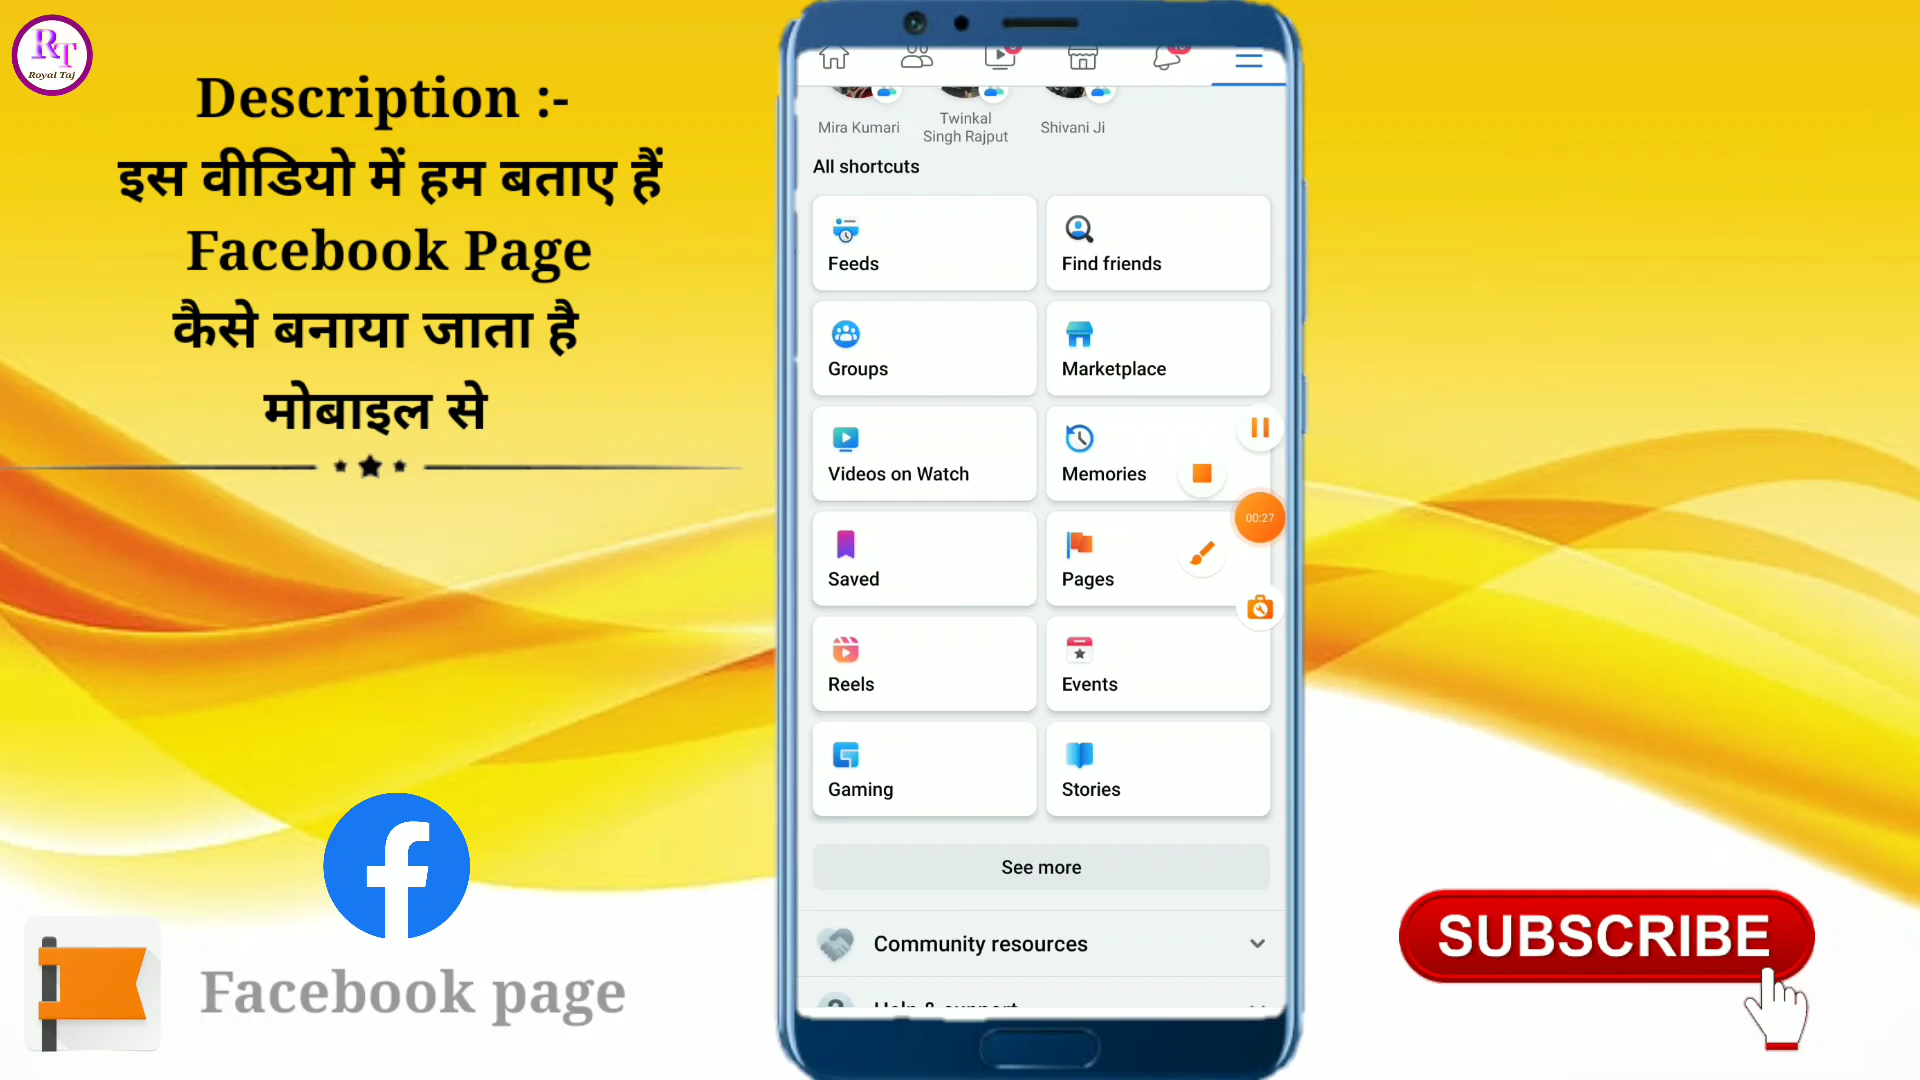 RT
Royal Taj
Description :-
इस वीडियो में हम बताए हैं
Facebook Page
कैसे बनाया जाता है
मोबाइल से
Facebook page
Mira Kumari
Twinkal
Singh Rajput
Shivani Ji
All shortcuts
Feeds
Find friends
Groups
Marketplace
Videos on Watch
Memories
00:27
Saved
Pages
Reels
Events
Gaming
Stories
See more
Community resources
Help & support
SUBSCRIBE